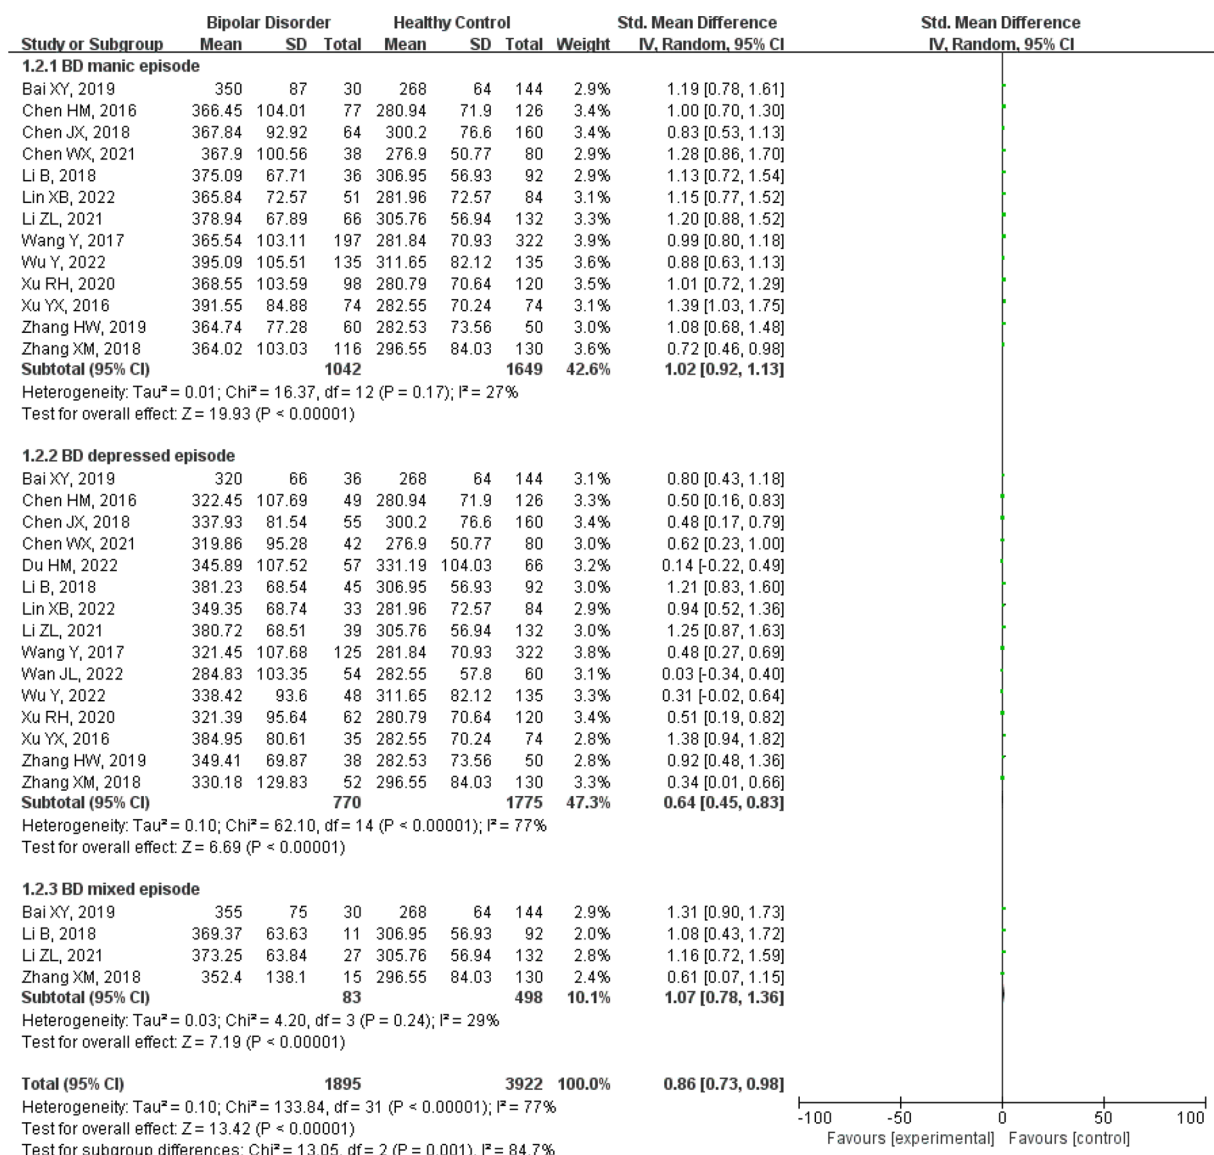 Bipolar Disorder Healthy Control Std. Mean Difference Std. Mean Difference
Study or Subgroup Mean SD Total Mean SD Total Weight IV, Random, 95% CI IV, Random, 95% CI
1.2.1 BD manic episode
Bai XY, 2019 350 87 30 268 64 144 2.9% 1.19 [0.78, 1.61]
Chen HM, 2016 366.45 104.01 77 280.94 71.9 126 3.4% 1.00 [0.70, 1.30]
Chen JX, 2018 367.84 92.92 64 300.2 76.6 160 3.4% 0.83 [0.53, 1.13]
Chen WX, 2021 367.9 100.56 38 276.9 50.77 80 2.9% 1.28 [0.86, 1.70]
Li B, 2018 375.09 67.71 36 306.95 56.93 92 2.9% 1.13 [0.72, 1.54]
Lin XB, 2022 365.84 72.57 51 281.96 72.57 84 3.0% 1.15 [0.77, 1.52]
Li ZL, 2021 378.94 67.89 66 305.76 56.94 132 3.3% 1.20 [0.88, 1.52]
Wang Y, 2017 365.54 103.11 197 281.84 70.93 322 3.9% 0.99 [0.80, 1.18]
Wu Y, 2022 395.09 105.51 135 311.65 82.12 135 3.6% 0.88 [0.63, 1.13]
Xu RH, 2020 368.55 103.59 98 280.79 70.64 120 3.5% 1.01 [0.72, 1.29]
Xu YX, 2016 391.55 84.88 74 282.55 70.24 74 3.1% 1.39 [1.03, 1.75]
Zhang HW, 2019 364.74 77.28 60 282.53 73.56 50 3.0% 1.08 [0.68, 1.48]
Zhang XM, 2018 364.02 103.03 116 296.55 84.03 130 3.6% 0.72 [0.46, 0.98]
Subtotal (95% CI) 1042 1649 42.6% 1.02 [0.92, 1.13]
Heterogeneity: Tau² = 0.01; Chi² = 16.37, df = 12 (P = 0.17); I² = 27%
Test for overall effect: Z = 19.93 (P < 0.00001)
1.2.2 BD depressed episode
Bai XY, 2019 320 66 36 268 64 144 3.1% 0.80 [0.43, 1.18]
Chen HM, 2016 322.45 107.69 49 280.94 71.9 126 3.3% 0.50 [0.16, 0.83]
Chen JX, 2018 337.93 81.54 55 300.2 76.6 160 3.4% 0.48 [0.17, 0.79]
Chen WX, 2021 319.86 95.28 42 276.9 50.77 80 3.0% 0.62 [0.23, 1.00]
Du HM, 2022 345.89 107.52 57 331.19 104.03 66 3.2% 0.14 [-0.22, 0.49]
Li B, 2018 381.23 68.54 45 306.95 56.93 92 3.0% 1.21 [0.83, 1.60]
Lin XB, 2022 349.35 68.74 33 281.96 72.57 84 2.9% 0.94 [0.52, 1.36]
Li ZL, 2021 380.72 68.51 39 305.76 56.94 132 3.0% 1.25 [0.87, 1.63]
Wang Y, 2017 321.45 107.68 125 281.84 70.93 322 3.8% 0.48 [0.27, 0.69]
Wan JL, 2022 284.83 103.35 54 282.55 57.8 60 3.1% 0.03 [-0.34, 0.40]
Wu Y, 2022 338.42 93.6 48 311.65 82.12 135 3.3% 0.31 [-0.02, 0.64]
Xu RH, 2020 321.39 95.64 62 280.79 70.64 120 3.4% 0.51 [0.19, 0.82]
Xu YX, 2016 384.95 80.61 35 282.55 70.24 74 2.8% 1.38 [0.94, 1.82]
Zhang HW, 2019 349.41 69.87 38 282.53 73.56 50 2.8% 0.92 [0.48, 1.36]
Zhang XM, 2018 330.18 129.83 52 296.55 84.03 130 3.3% 0.34 [0.01, 0.66]
Subtotal (95% CI) 770 1775 47.3% 0.64 [0.45, 0.83]
Heterogeneity: Tau² = 0.10; Chi² = 62.10, df = 14 (P < 0.00001); I² = 77%
Test for overall effect: Z = 6.69 (P < 0.00001)
1.2.3 BD mixed episode
Bai XY, 2019 355 75 30 268 64 144 2.9% 1.31 [0.90, 1.73]
Li B, 2018 369.37 63.63 11 306.95 56.93 92 2.0% 1.08 [0.43, 1.72]
Li ZL, 2021 373.25 63.84 27 305.76 56.94 132 2.8% 1.16 [0.72, 1.59]
Zhang XM, 2018 352.4 138.1 15 296.55 84.03 130 2.4% 0.61 [0.07, 1.15]
Subtotal (95% CI) 83 498 10.1% 1.07 [0.78, 1.36]
Heterogeneity: Tau² = 0.03; Chi² = 4.20, df = 3 (P = 0.24); I² = 29%
Test for overall effect: Z = 7.19 (P < 0.00001)
Total (95% CI) 1895 3922 100.0% 0.86 [0.73, 0.98]
Heterogeneity: Tau² = 0.10; Chi² = 133.84, df = 31 (P < 0.00001); I² = 77%
Test for overall effect: Z = 13.42 (P < 0.00001)
Test for subgroup differences: Chi² = 13.05, df = 2 (P = 0.001), I² = 84.7%
-100 -50 0 50 100
Favours [experimental] Favours [control]